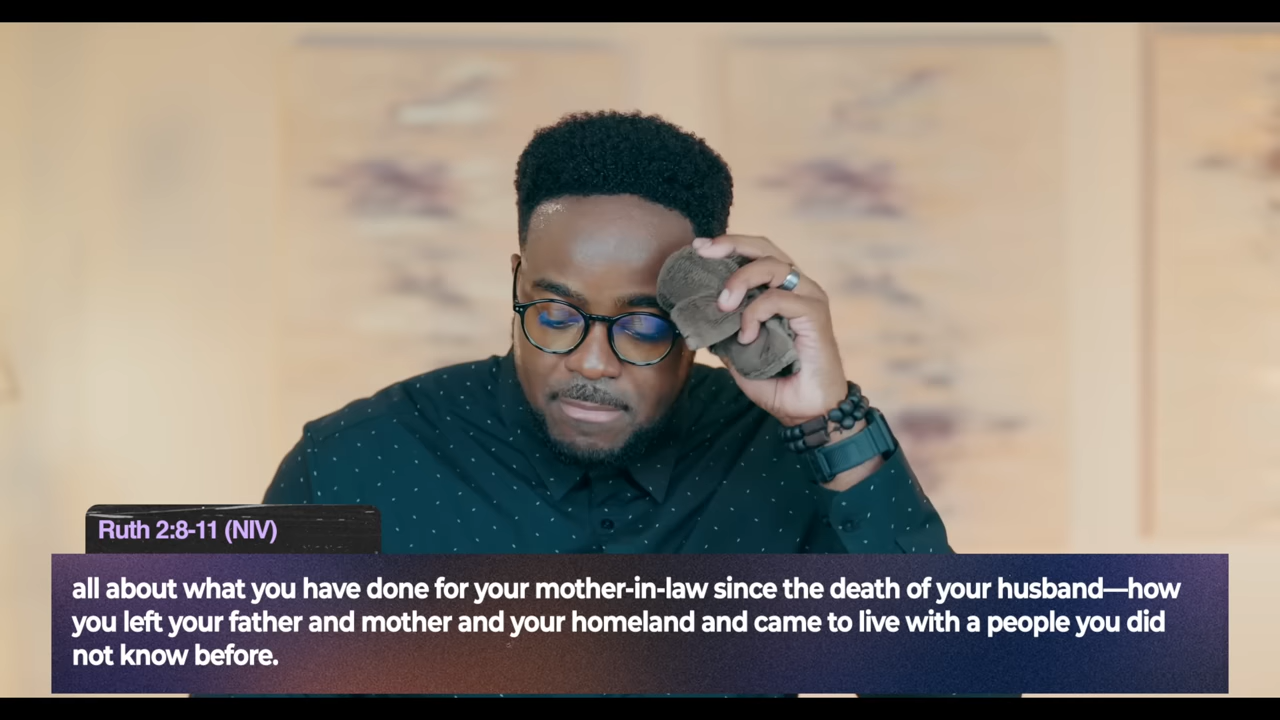 Ruth 2:8-11 (NIV)
all about what you have done for your mother-in-law since the death of your husband—how
you left your father and mother and your homeland and came to live with a people you did
not know before.